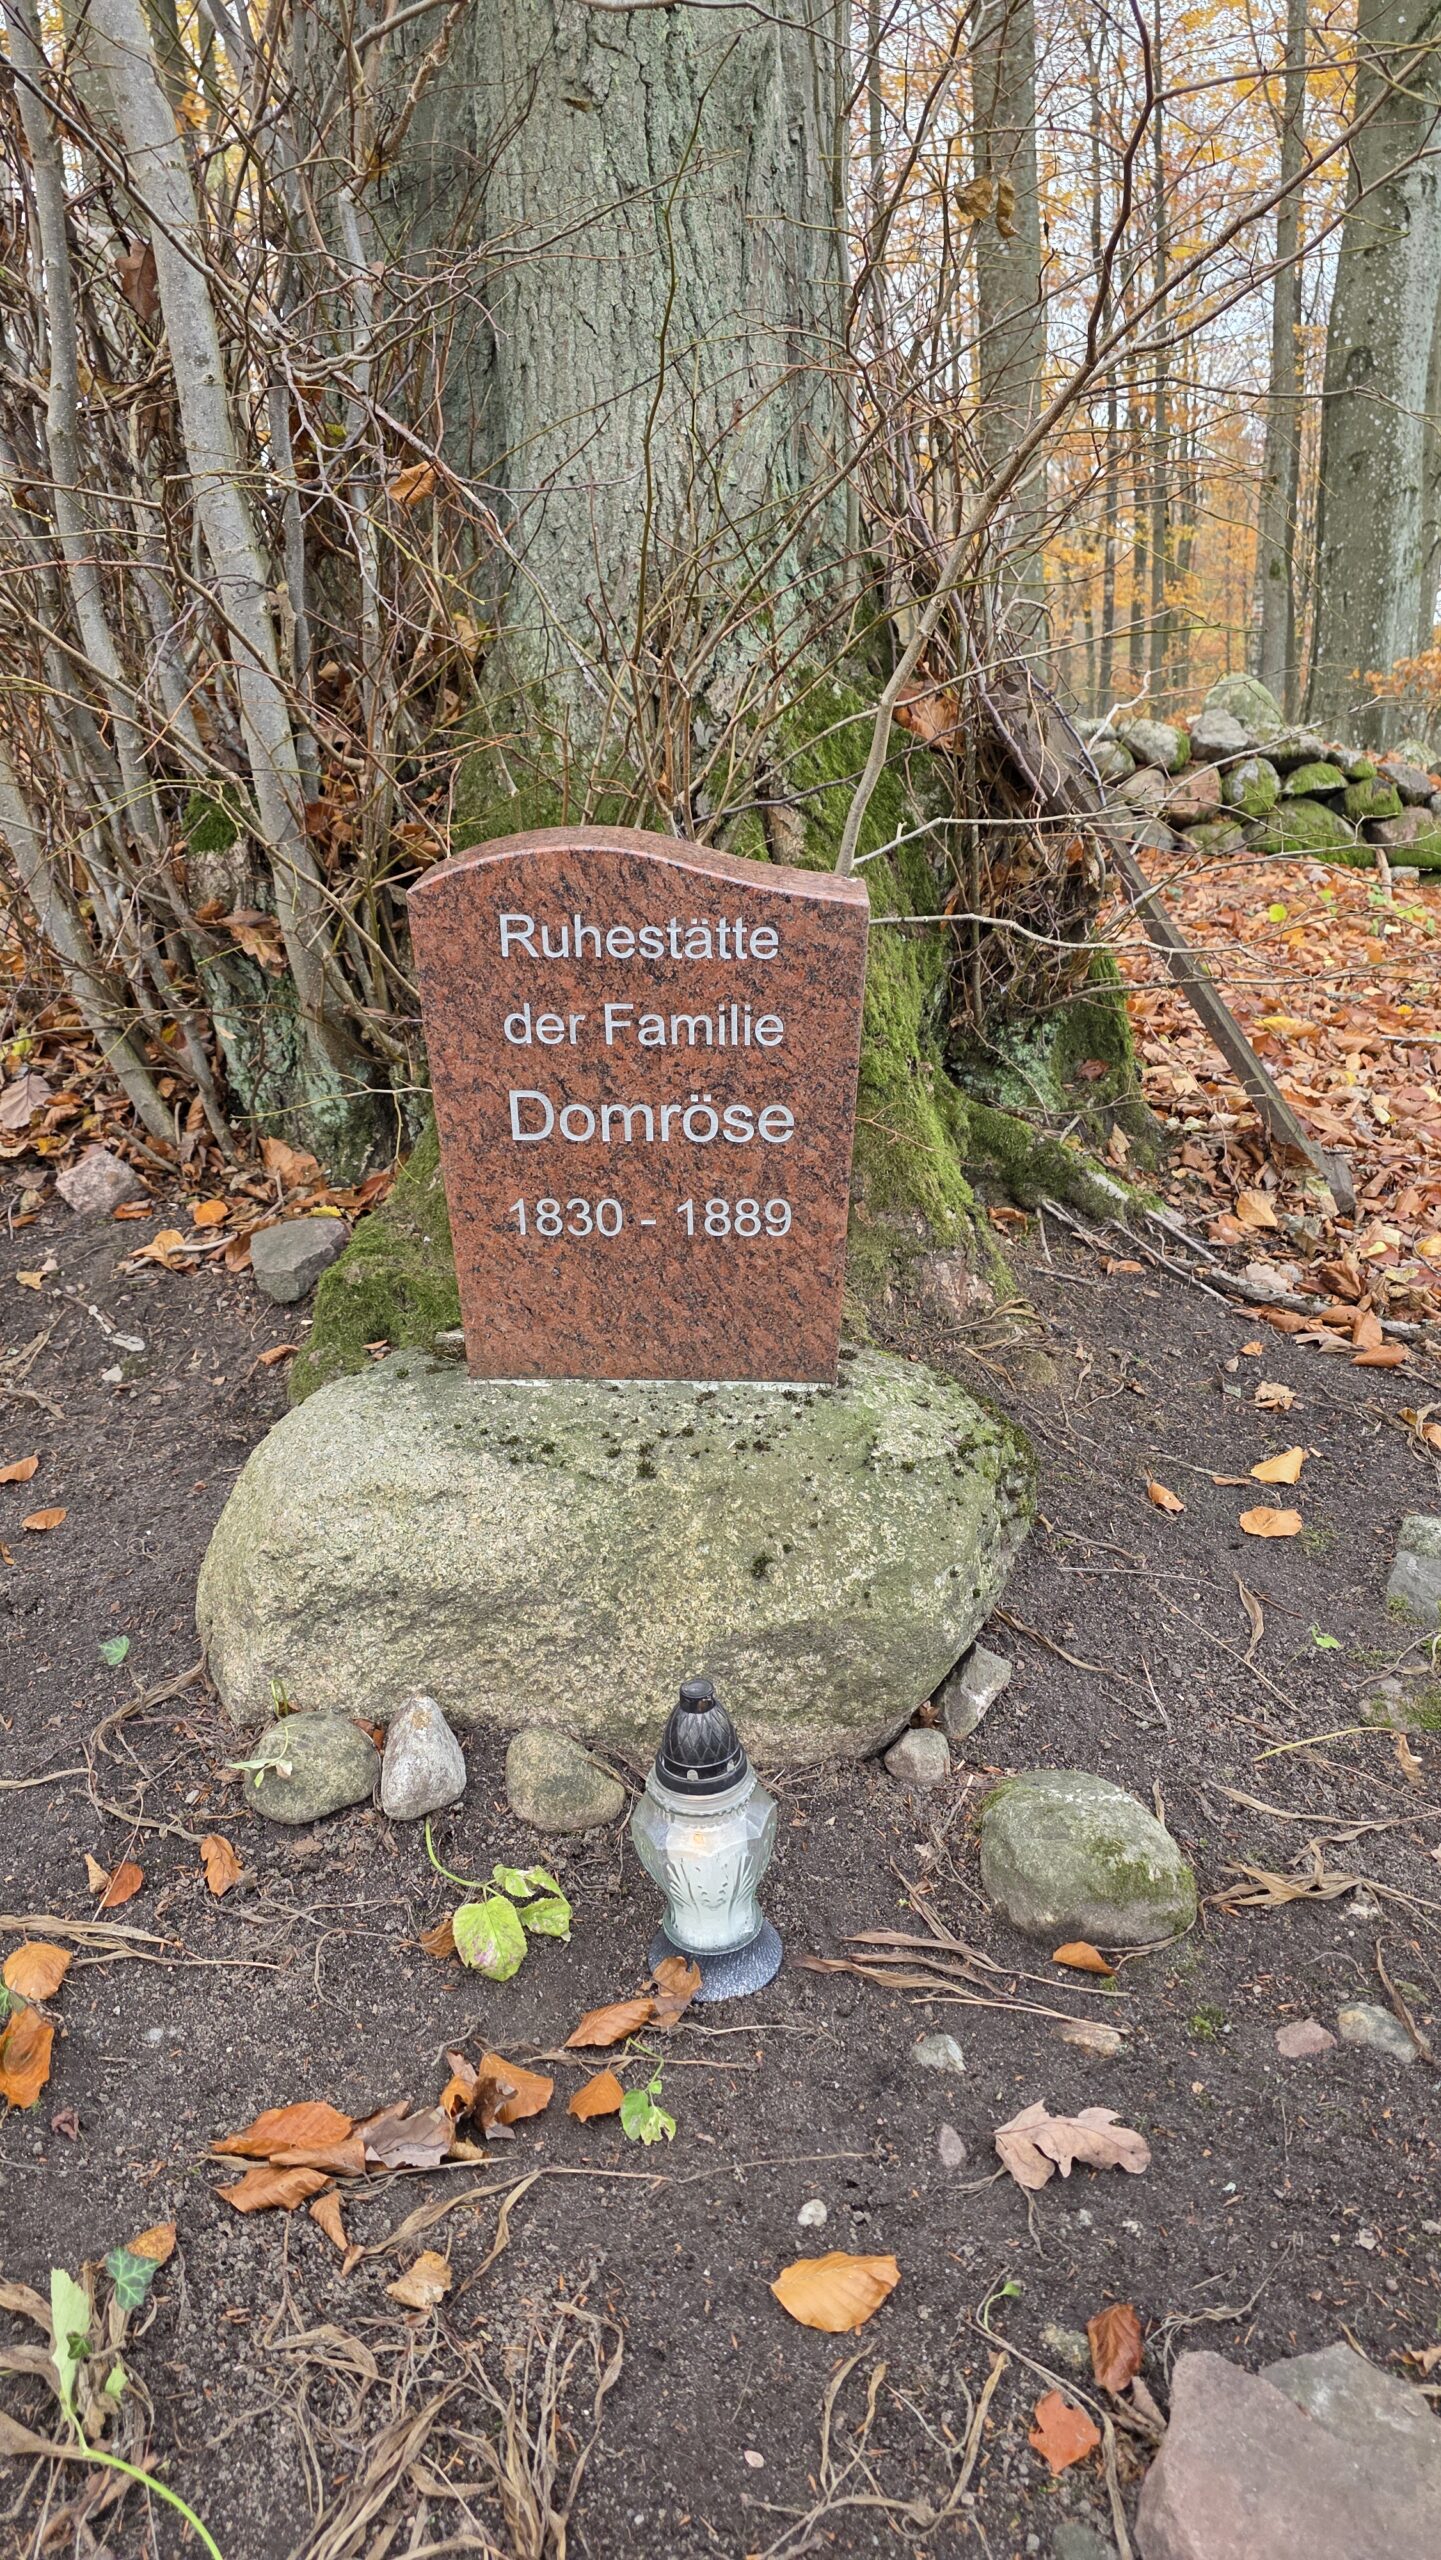 Ruhestätte
der Familie
Domröse
1830 - 1889